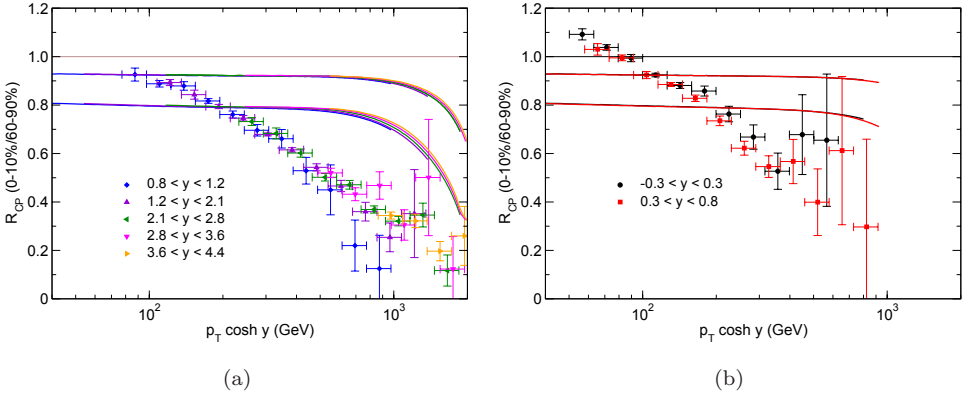 R_CP (0-10%/60-90%)
1.2
1.0
0.8
0.6
0.4
0.2
0
0.8 < y < 1.2
1.2 < y < 2.1
2.1 < y < 2.8
2.8 < y < 3.6
3.6 < y < 4.4
10^2
10^3
p_T cosh y (GeV)
(a)
R_CP (0-10%/60-90%)
1.2
1.0
0.8
0.6
0.4
0.2
0
-0.3 < y < 0.3
0.3 < y < 0.8
10^2
10^3
p_T cosh y (GeV)
(b)